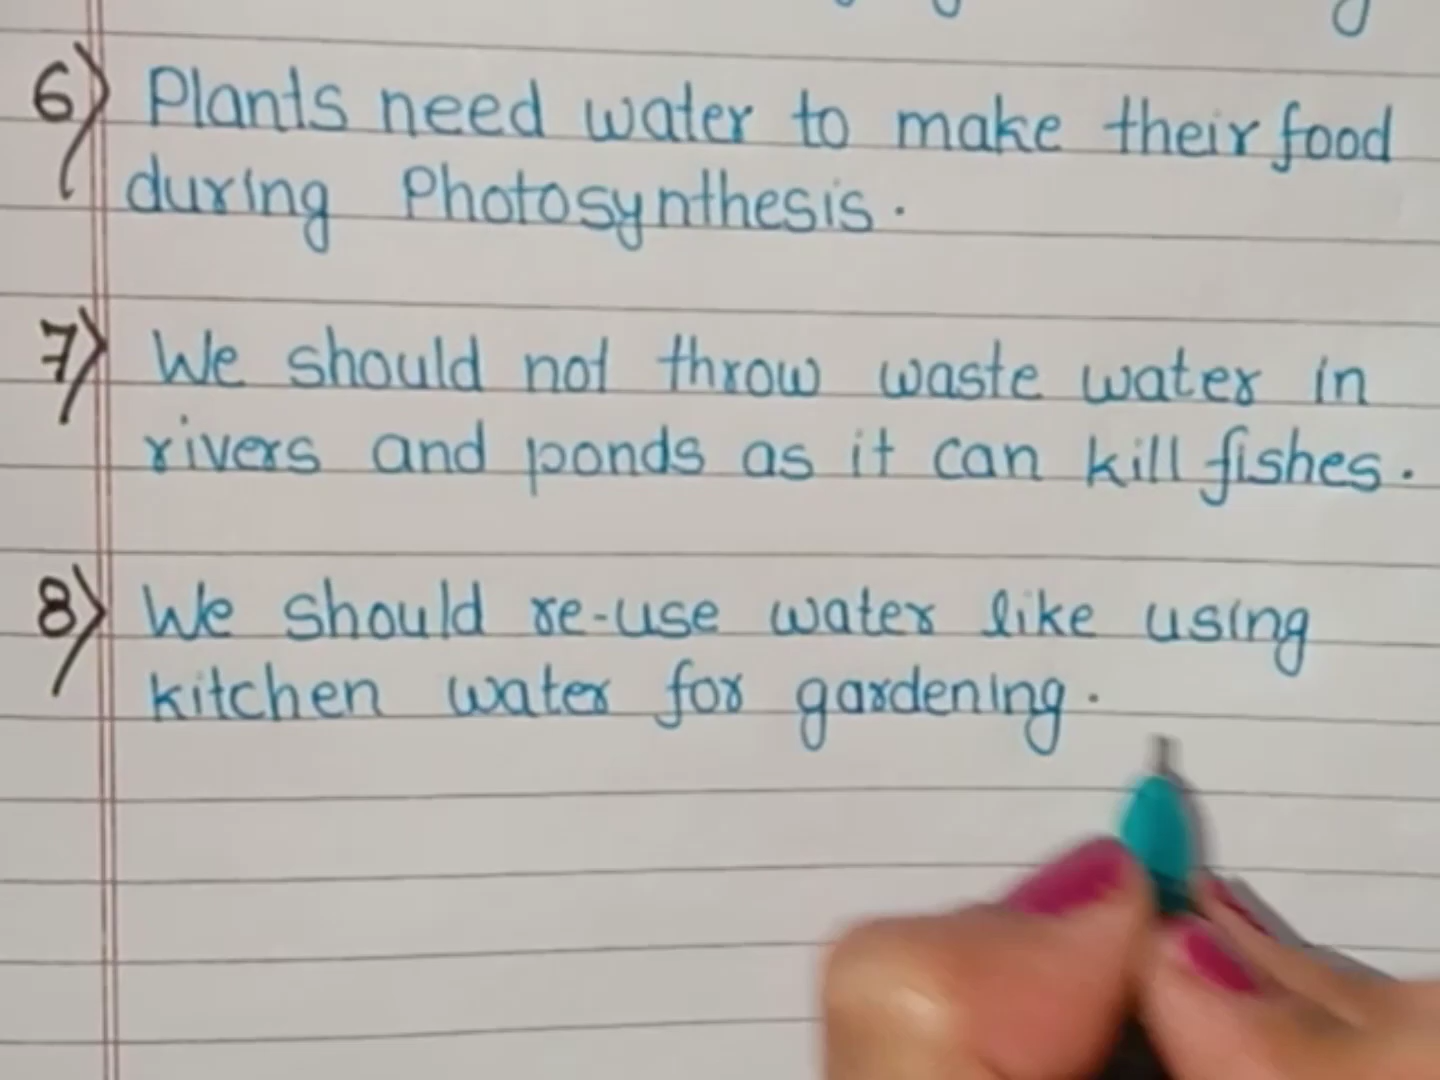 6) Plants need water to make their food
during Photosynthesis.
7) We should not throw waste water in
rivers and ponds as it can kill fishes.
8) We should re-use water like using
kitchen water for gardening.